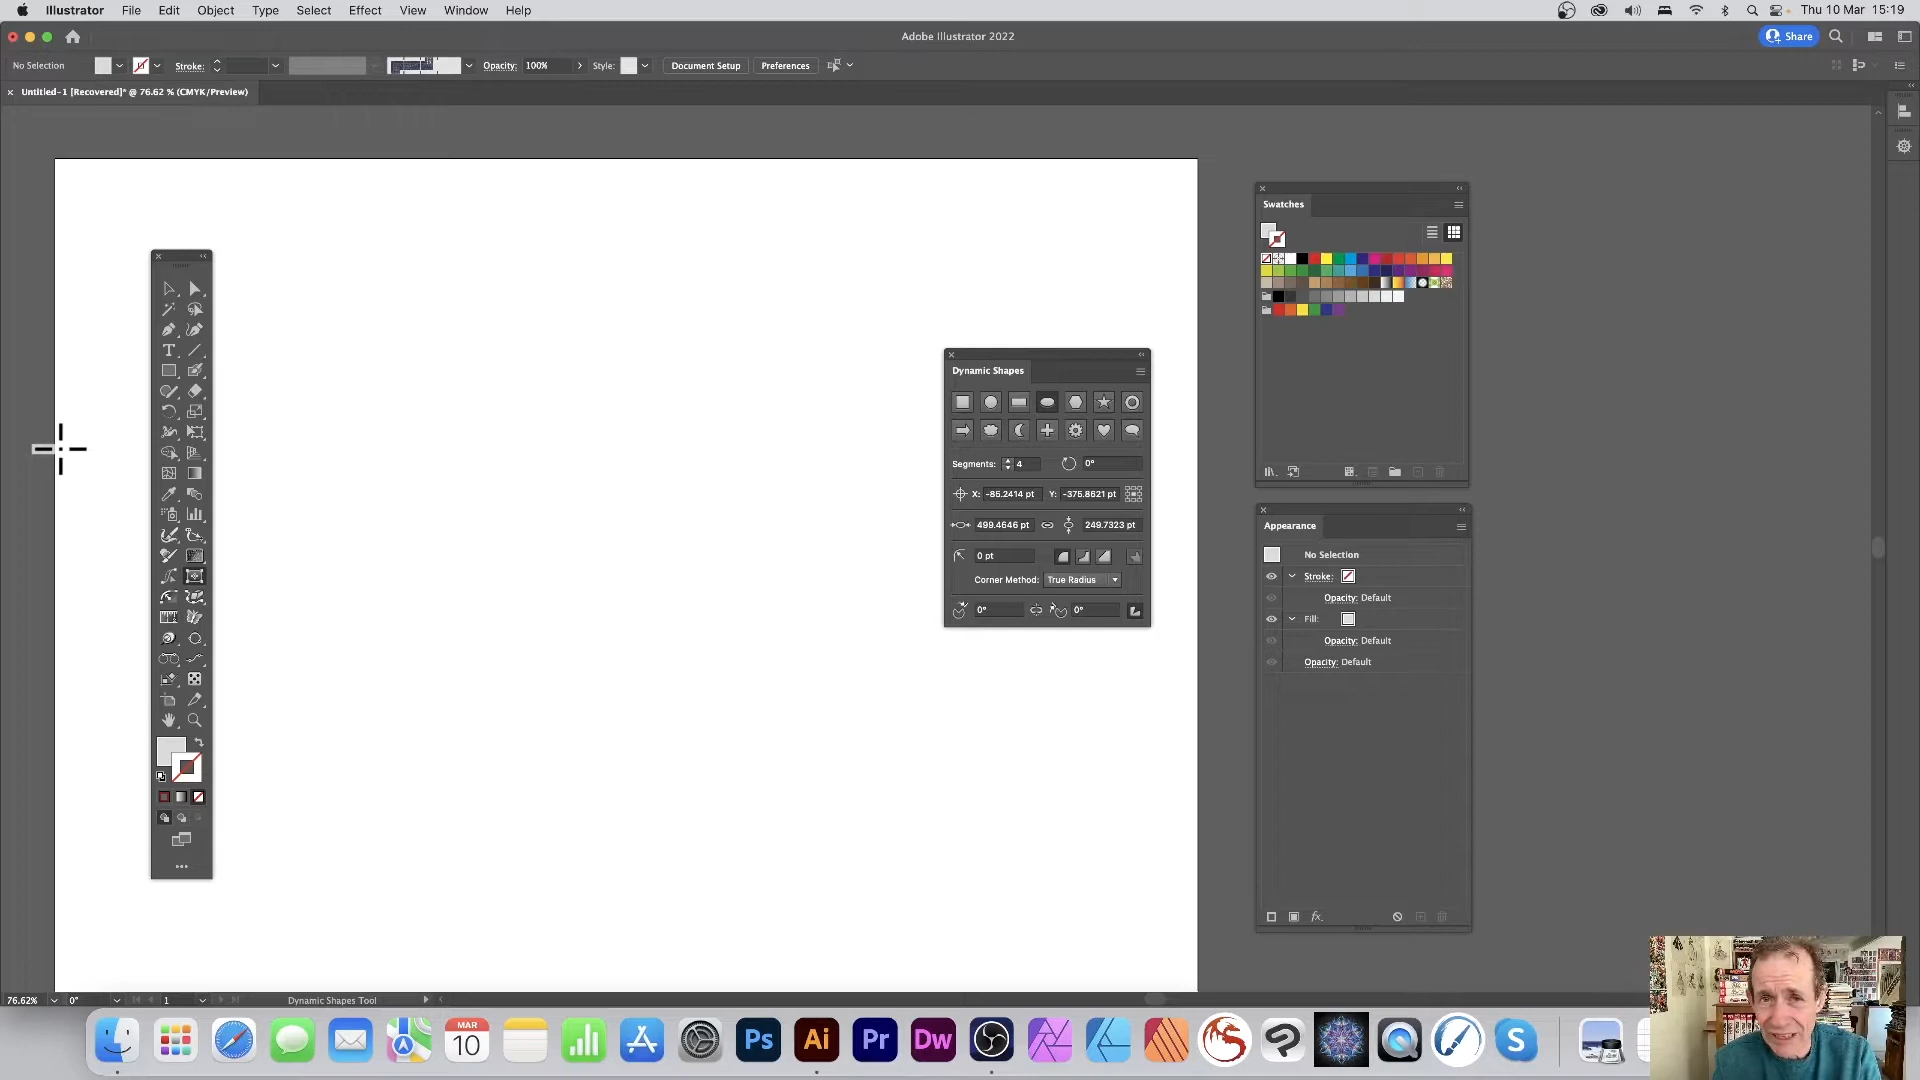 Illustrator File Edit Object Type Select Effect View Window Help
Thu 10 Mar 15:19
Adobe Illustrator 2022
Share
No Selection
Stroke:
Opacity: 100%
Style:
Document Setup
Preferences
Untitled-1 [Recovered]* @ 76.62 % (CMYK/Preview)
Swatches
Dynamic Shapes
Segments: 4
0°
X: -85.2414 pt
Y: -375.8621 pt
499.4646 pt
249.7323 pt
0 pt
Corner Method: True Radius
0°
0°
Appearance
No Selection
Stroke:
Opacity: Default
Fill:
Opacity: Default
Opacity: Default
fx
76.62%
0°
1
Dynamic Shapes Tool
MAR
10
Ps
Ai
Pr
Dw
S